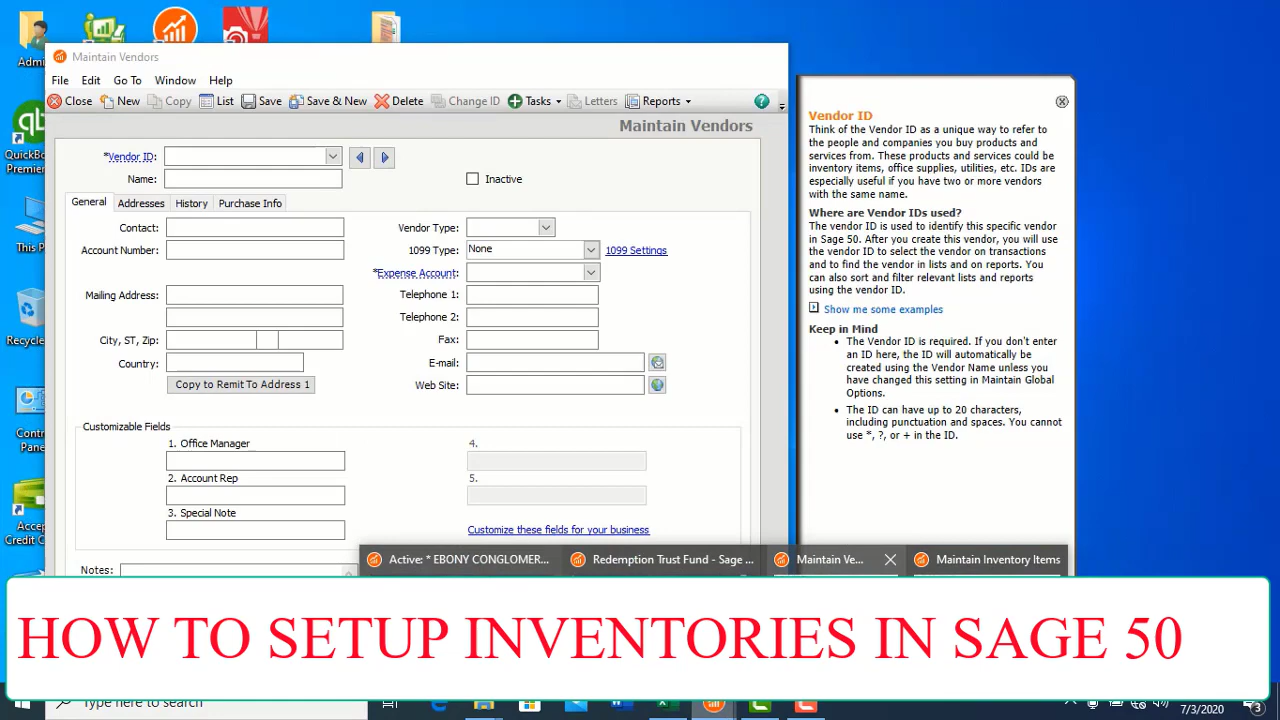 Admi
QuickBo
Premier
This P
Recycle
Contr
Pane
Accep
Credit C
Maintain Vendors
File Edit Go To Window Help
Close New Copy List Save Save & New Delete Change ID Tasks Letters Reports ?
Maintain Vendors
*Vendor ID:
Name:
Inactive
General Addresses History Purchase Info
Contact:
Vendor Type:
Account Number:
1099 Type: None 1099 Settings
*Expense Account:
Mailing Address:
Telephone 1:
Telephone 2:
City, ST, Zip:
Fax:
Country:
E-mail:
Copy to Remit To Address 1
Web Site:
Customizable Fields
1. Office Manager
4.
2. Account Rep
5.
3. Special Note
Customize these fields for your business
Notes:
Vendor ID
Think of the Vendor ID as a unique way to refer to
the people and companies you buy products and
services from. These products and services could be
inventory items, office supplies, utilities, etc. IDs are
especially useful if you have two or more vendors
with the same name.
Where are Vendor IDs used?
The vendor ID is used to identify this specific vendor
in Sage 50. After you create this vendor, you will use
the vendor ID to select the vendor on transactions
and to find the vendor in lists and on reports. You
can also sort and filter relevant lists and reports
using the vendor ID.
Show me some examples
Keep in Mind
• The Vendor ID is required. If you don't enter
an ID here, the ID will automatically be
created using the Vendor Name unless you
have changed this setting in Maintain Global
Options.
• The ID can have up to 20 characters,
including punctuation and spaces. You cannot
use *, ?, or + in the ID.
Active: * EBONY CONGLOMER... Redemption Trust Fund - Sage ... Maintain Ve... Maintain Inventory Items
HOW TO SETUP INVENTORIES IN SAGE 50
Type here to search
7/3/2020
3